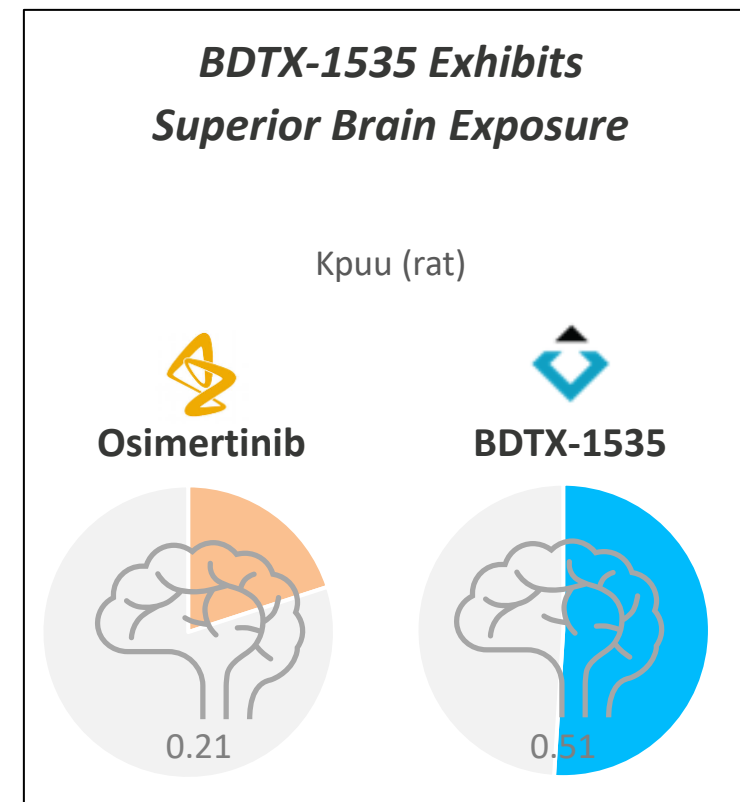 BDTX-1535 Exhibits
Superior Brain Exposure
Kpuu (rat)
Osimertinib
BDTX-1535
0.21
0.51